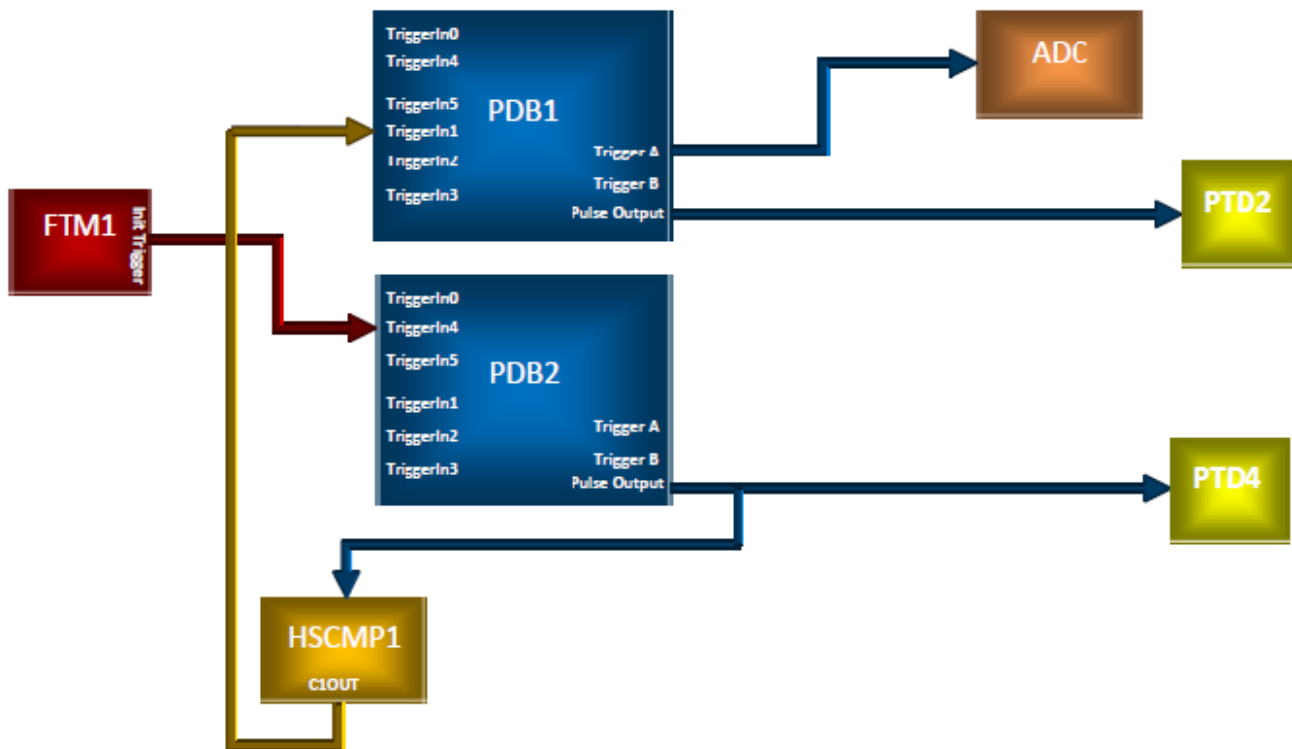 TriggerIn0
TriggerIn4
TriggerIn5
TriggerIn1
TriggerIn2
TriggerIn3
PDB1
Trigger A
Trigger B
Pulse Output
ADC
PTD2
FTM1
Init Trigger
TriggerIn0
TriggerIn4
TriggerIn5
TriggerIn1
TriggerIn2
TriggerIn3
PDB2
Trigger A
Trigger B
Pulse Output
PTD4
HSCMP1
C1OUT